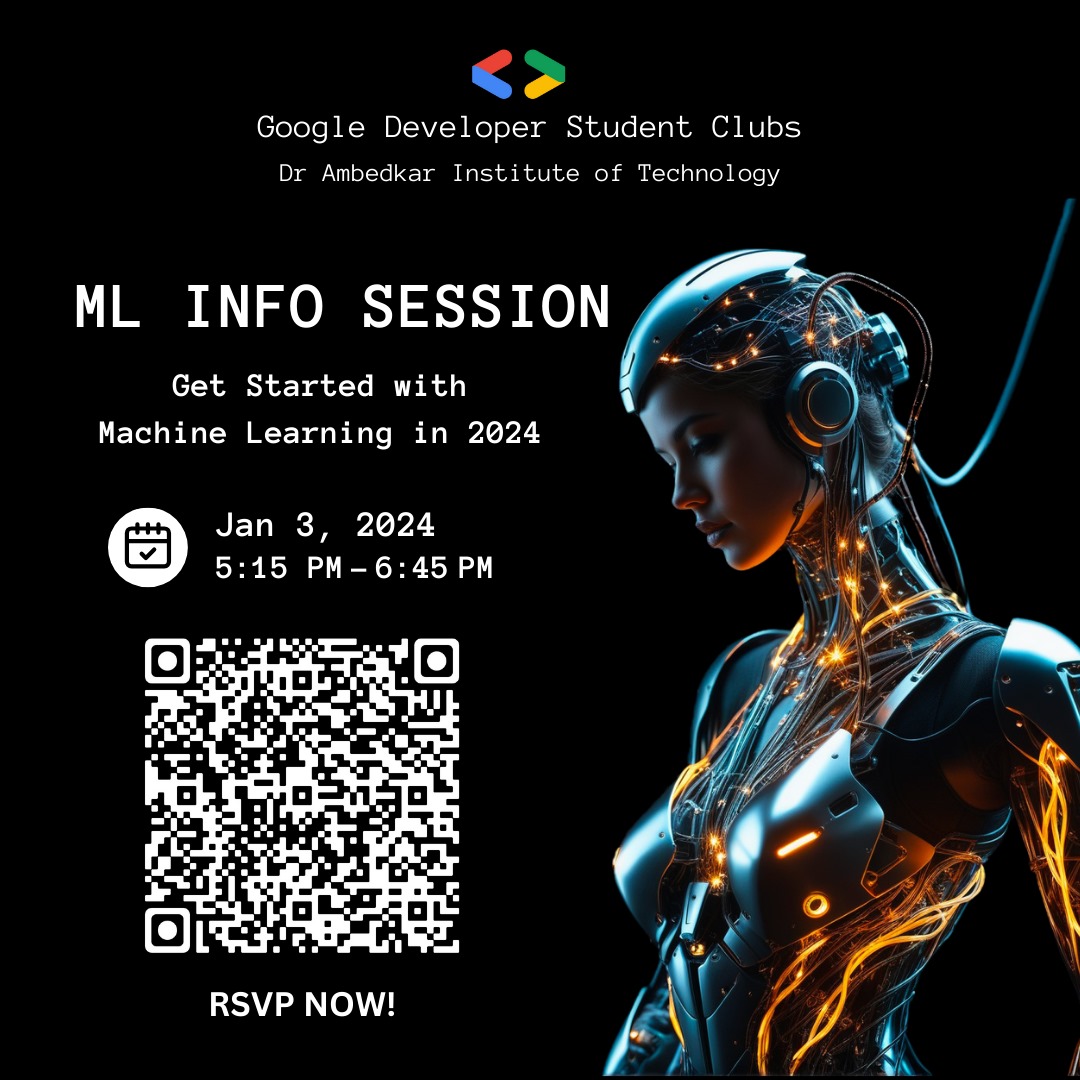 Google Developer Student Clubs
Dr Ambedkar Institute of Technology
ML INFO SESSION
Get Started with
Machine Learning in 2024
Jan 3, 2024
5:15 PM – 6:45 PM
RSVP NOW!